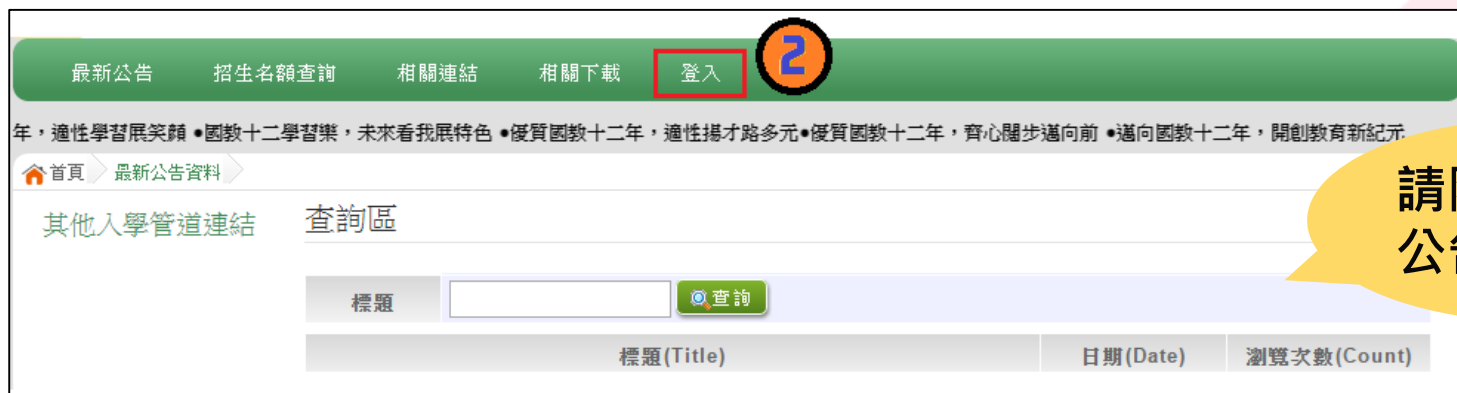 最新公告 招生名額查詢 相關連結 相關下載 登入 2
年,適性學習展笑顏 •國教十二學習樂,未來看我展特色 •優質國教十二年,適性揚才路多元•優質國教十二年,齊心闊步邁向前 •邁向國教十二年,開創教育新紀元
首頁 最新公告資料
其他入學管道連結 查詢區
請
公
標題 查詢
標題(Title) 日期(Date) 瀏覽次數(Count)